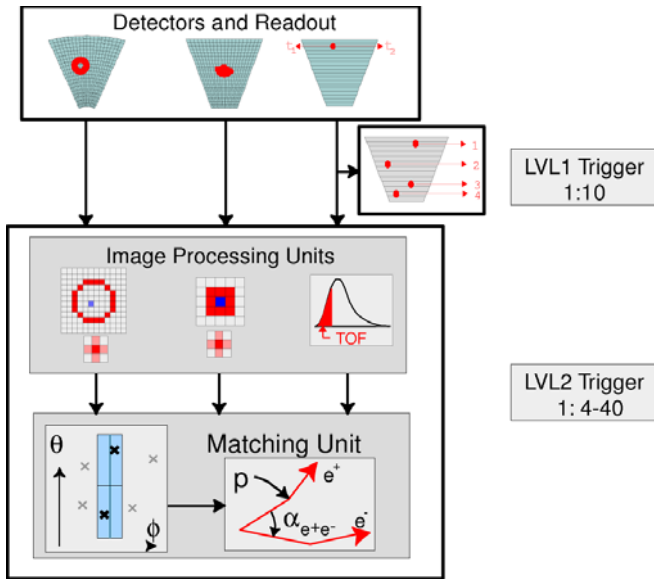 Detectors and Readout
t₁
t₂
1
2
3
4
LVL1 Trigger
1:10
Image Processing Units
TOF
LVL2 Trigger
1: 4-40
Matching Unit
θ
ϕ
p
e⁺
α e+e-
e⁻